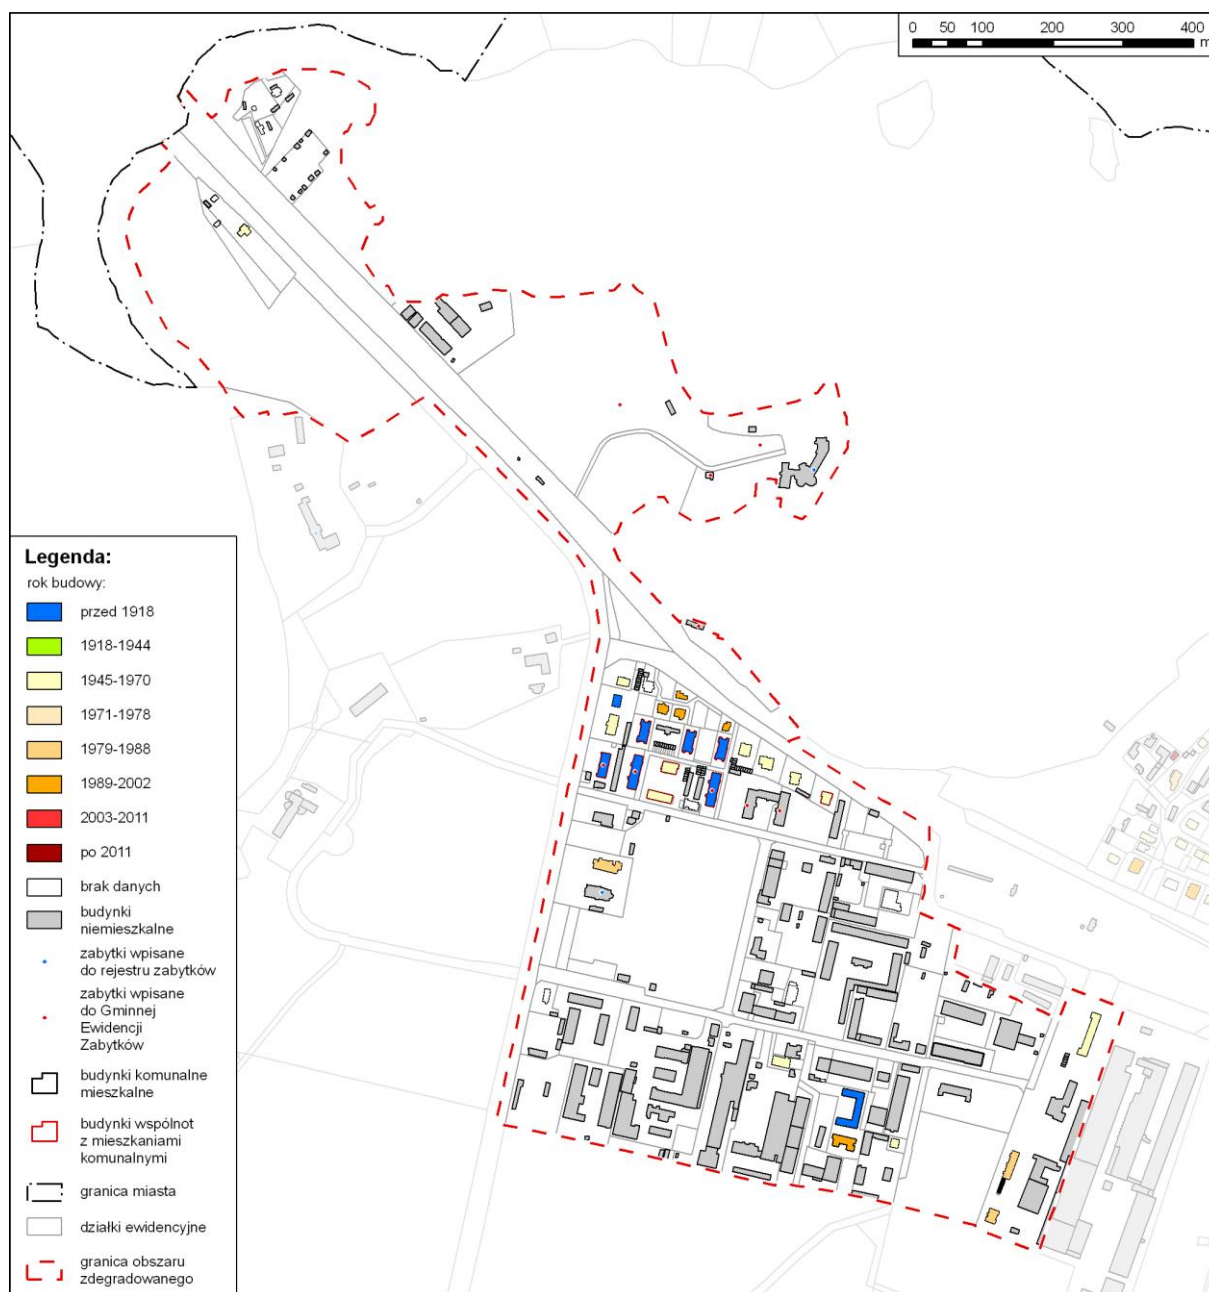 0 50 100 200 300 400
m
Legenda:
rok budowy:
przed 1918
1918-1944
1945-1970
1971-1978
1979-1988
1989-2002
2003-2011
po 2011
brak danych
budynki
niemieszkalne
zabytki wpisane
do rejestru zabytków
zabytki wpisane
do Gminnej
Ewidencji
Zabytków
budynki komunalne
mieszkalne
budynki wspólnot
z mieszkaniami
komunalnymi
granica miasta
działki ewidencyjne
granica obszaru
zdegradowanego